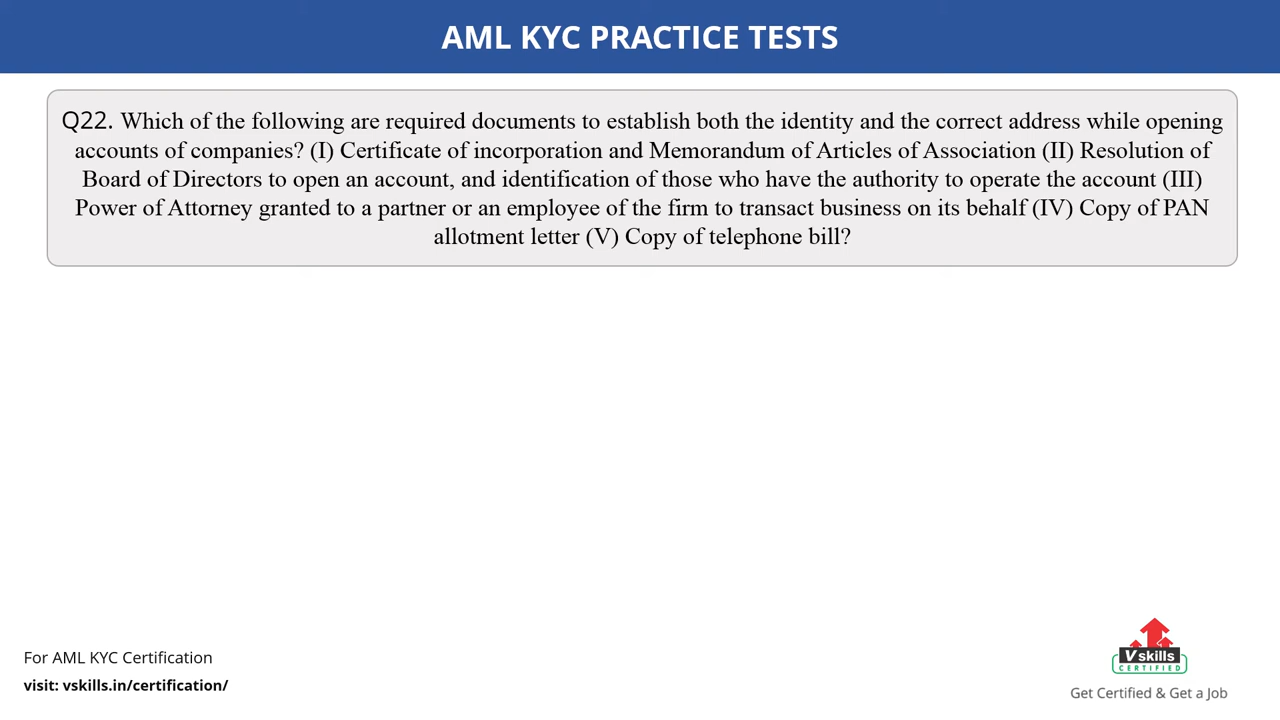 AML KYC PRACTICE TESTS
Q22. Which of the following are required documents to establish both the identity and the correct address while opening
accounts of companies? (I) Certificate of incorporation and Memorandum of Articles of Association (II) Resolution of
Board of Directors to open an account, and identification of those who have the authority to operate the account (III)
Power of Attorney granted to a partner or an employee of the firm to transact business on its behalf (IV) Copy of PAN
allotment letter (V) Copy of telephone bill?
For AML KYC Certification
visit: vskills.in/certification/
Vskills
CERTIFIED
Get Certified & Get a Job